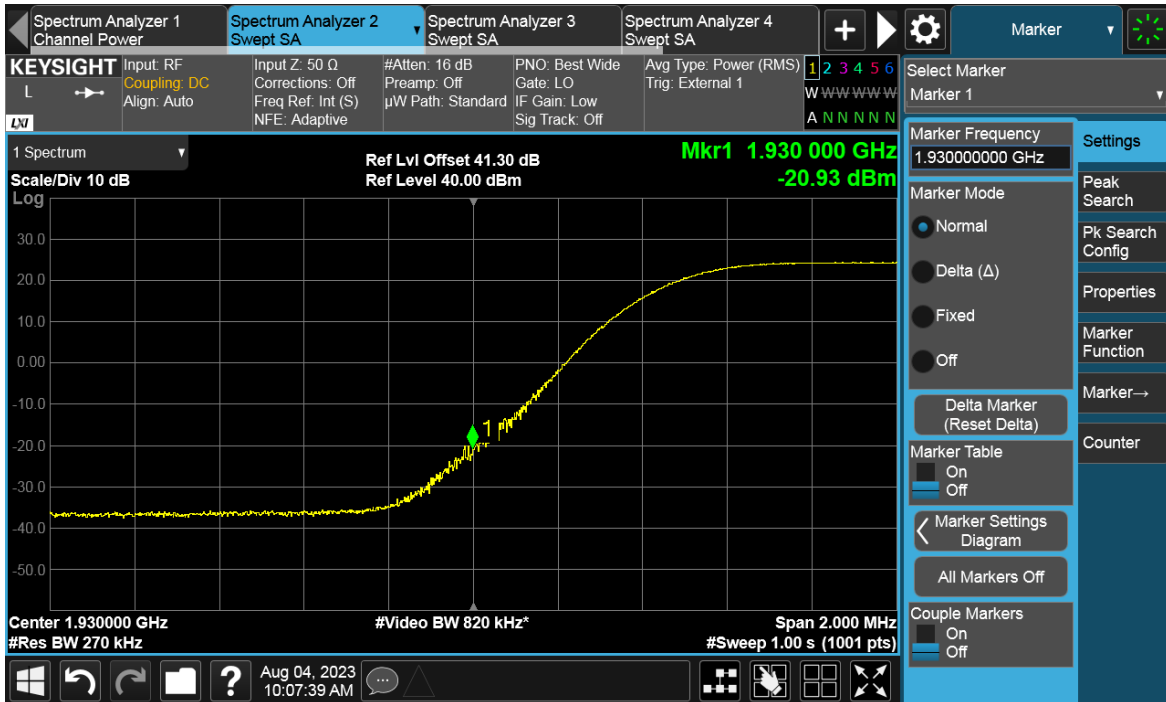 Spectrum Analyzer 1
Channel Power
Spectrum Analyzer 2
Swept SA
Spectrum Analyzer 3
Swept SA
Spectrum Analyzer 4
Swept SA
+
Marker
KEYSIGHT
L
LXI
Input: RF
Coupling: DC
Align: Auto
Input Z: 50 Ω
Corrections: Off
Freq Ref: Int (S)
NFE: Adaptive
#Atten: 16 dB
Preamp: Off
µW Path: Standard
PNO: Best Wide
Gate: LO
IF Gain: Low
Sig Track: Off
Avg Type: Power (RMS)
Trig: External 1
1 2 3 4 5 6
W W W W W W
A N N N N N
Select Marker
Marker 1
1 Spectrum
Scale/Div 10 dB
Log
Ref Lvl Offset 41.30 dB
Ref Level 40.00 dBm
Mkr1 1.930 000 GHz
-20.93 dBm
30.0
20.0
10.0
0.00
-10.0
-20.0
-30.0
-40.0
-50.0
1
Center 1.930000 GHz
#Res BW 270 kHz
#Video BW 820 kHz*
Span 2.000 MHz
#Sweep 1.00 s (1001 pts)
Marker Frequency
1.930000000 GHz
Marker Mode
Normal
Delta (Δ)
Fixed
Off
Delta Marker
(Reset Delta)
Marker Table
On
Off
Marker Settings
Diagram
All Markers Off
Couple Markers
On
Off
Settings
Peak
Search
Pk Search
Config
Properties
Marker
Function
Marker→
Counter
?
Aug 04, 2023
10:07:39 AM